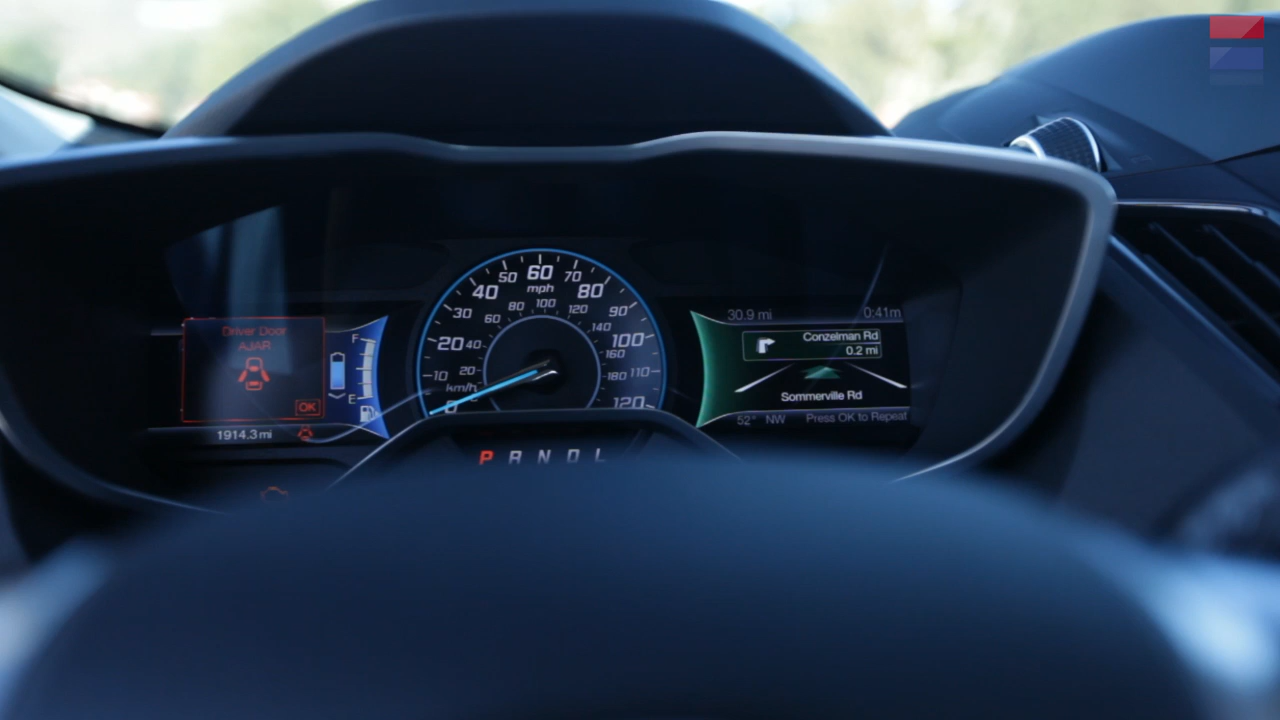 Driver Door
AJAR
OK
1914.3 mi
F
E
0 10 20 30 40 50 60 70 80 90 100 110 120
mph
20 40 60 80 100 120 140 160 180
km/h
P R N D L
30.9 mi 0:41m
Conzelman Rd
0.2 mi
Sommerville Rd
52° NW Press OK to Repeat